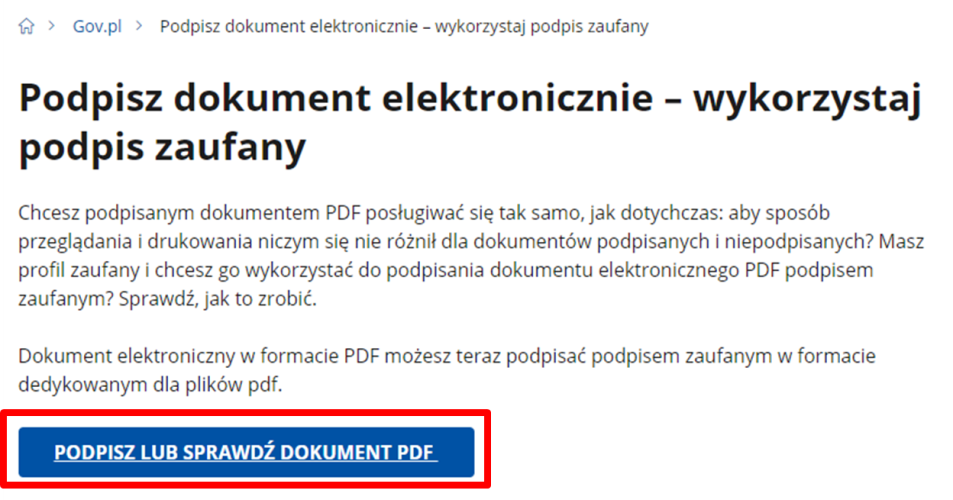 Gov.pl > Podpisz dokument elektronicznie – wykorzystaj podpis zaufany
Podpisz dokument elektronicznie – wykorzystaj
podpis zaufany
Chcesz podpisanym dokumentem PDF posługiwać się tak samo, jak dotychczas: aby sposób
przeglądania i drukowania niczym się nie różnił dla dokumentów podpisanych i niepodpisanych? Masz
profil zaufany i chcesz go wykorzystać do podpisania dokumentu elektronicznego PDF podpisem
zaufanym? Sprawdź, jak to zrobić.
Dokument elektroniczny w formacie PDF możesz teraz podpisać podpisem zaufanym w formacie
dedykowanym dla plików pdf.
PODPISZ LUB SPRAWDŹ DOKUMENT PDF